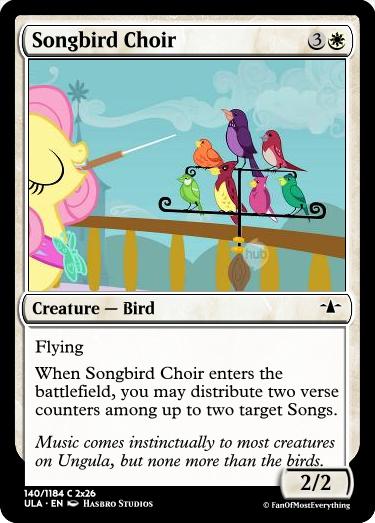 Songbird Choir 3
hub
Creature — Bird
Flying
When Songbird Choir enters the
battlefield, you may distribute two verse
counters among up to two target Songs.
Music comes instinctually to most creatures
on Ungula, but none more than the birds.
2/2
140/1184 C 2x26
ULA • EN Hasbro Studios
© FanOfMostEverything